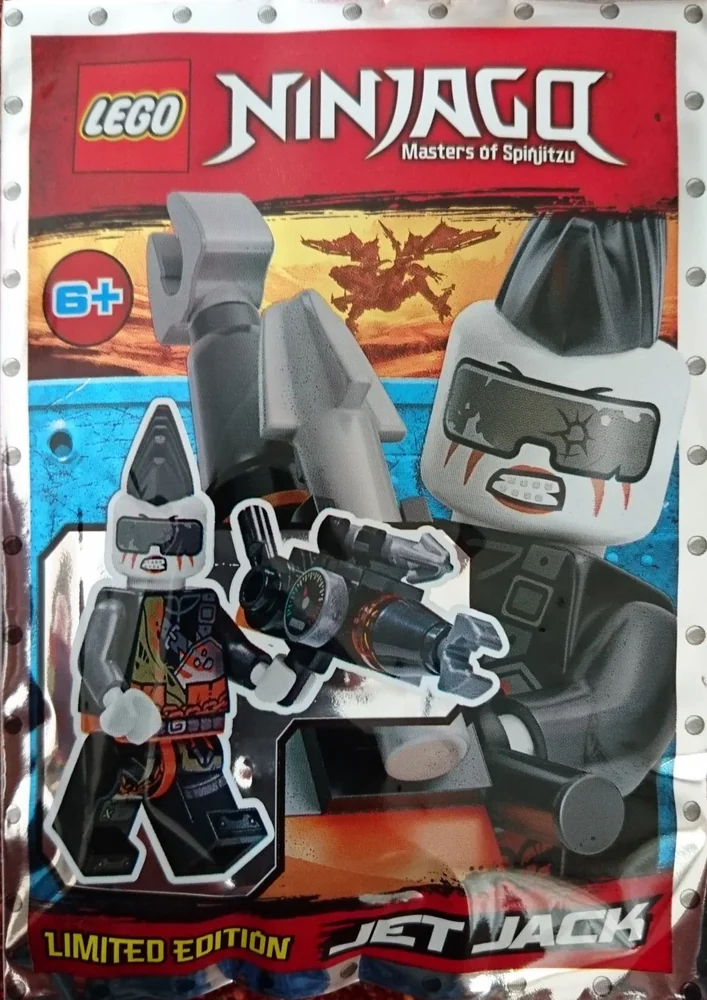 LEGO
NINJAGO
Masters of Spinjitzu
6+
LIMITED EDITION
JET JACK